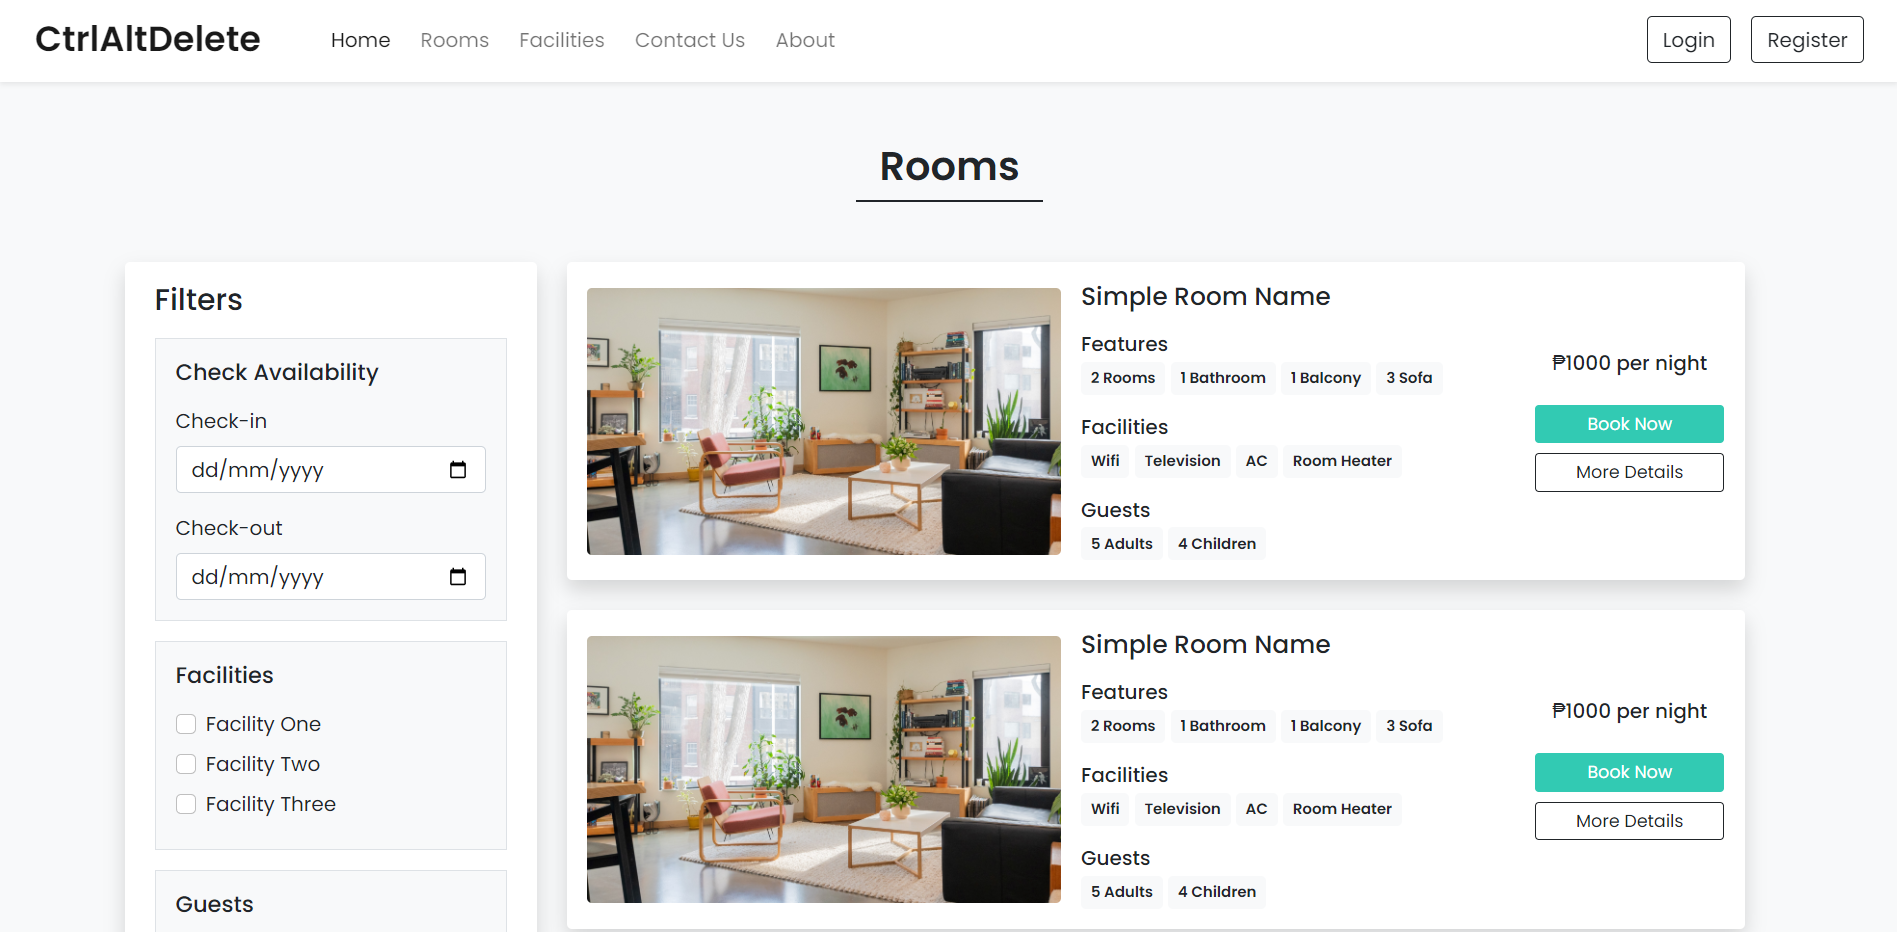 CtrlAltDelete
Home Rooms Facilities Contact Us About
Login Register
Rooms
Filters
Check Availability
Check-in
dd/mm/yyyy
Check-out
dd/mm/yyyy
Facilities
Facility One
Facility Two
Facility Three
Guests
Simple Room Name
Features
2 Rooms 1 Bathroom 1 Balcony 3 Sofa
Facilities
Wifi Television AC Room Heater
Guests
5 Adults 4 Children
₱1000 per night
Book Now
More Details
Simple Room Name
Features
2 Rooms 1 Bathroom 1 Balcony 3 Sofa
Facilities
Wifi Television AC Room Heater
Guests
5 Adults 4 Children
₱1000 per night
Book Now
More Details